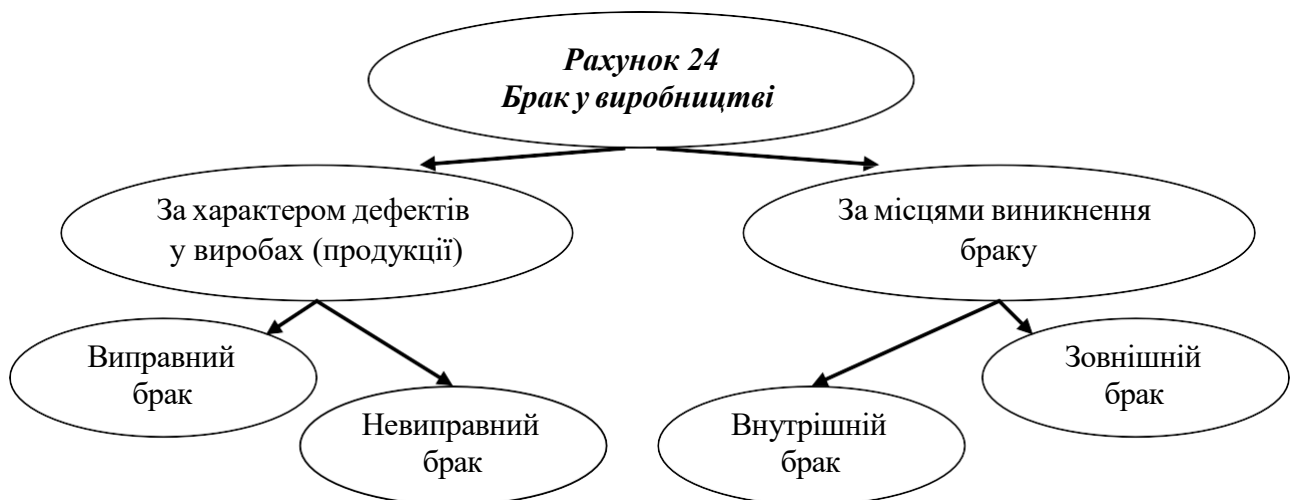 Рахунок 24
Брак у виробництві
За характером дефектів
у виробах (продукції)
За місцями виникнення
браку
Виправний
брак
Невиправний
брак
Внутрішній
брак
Зовнішній
брак